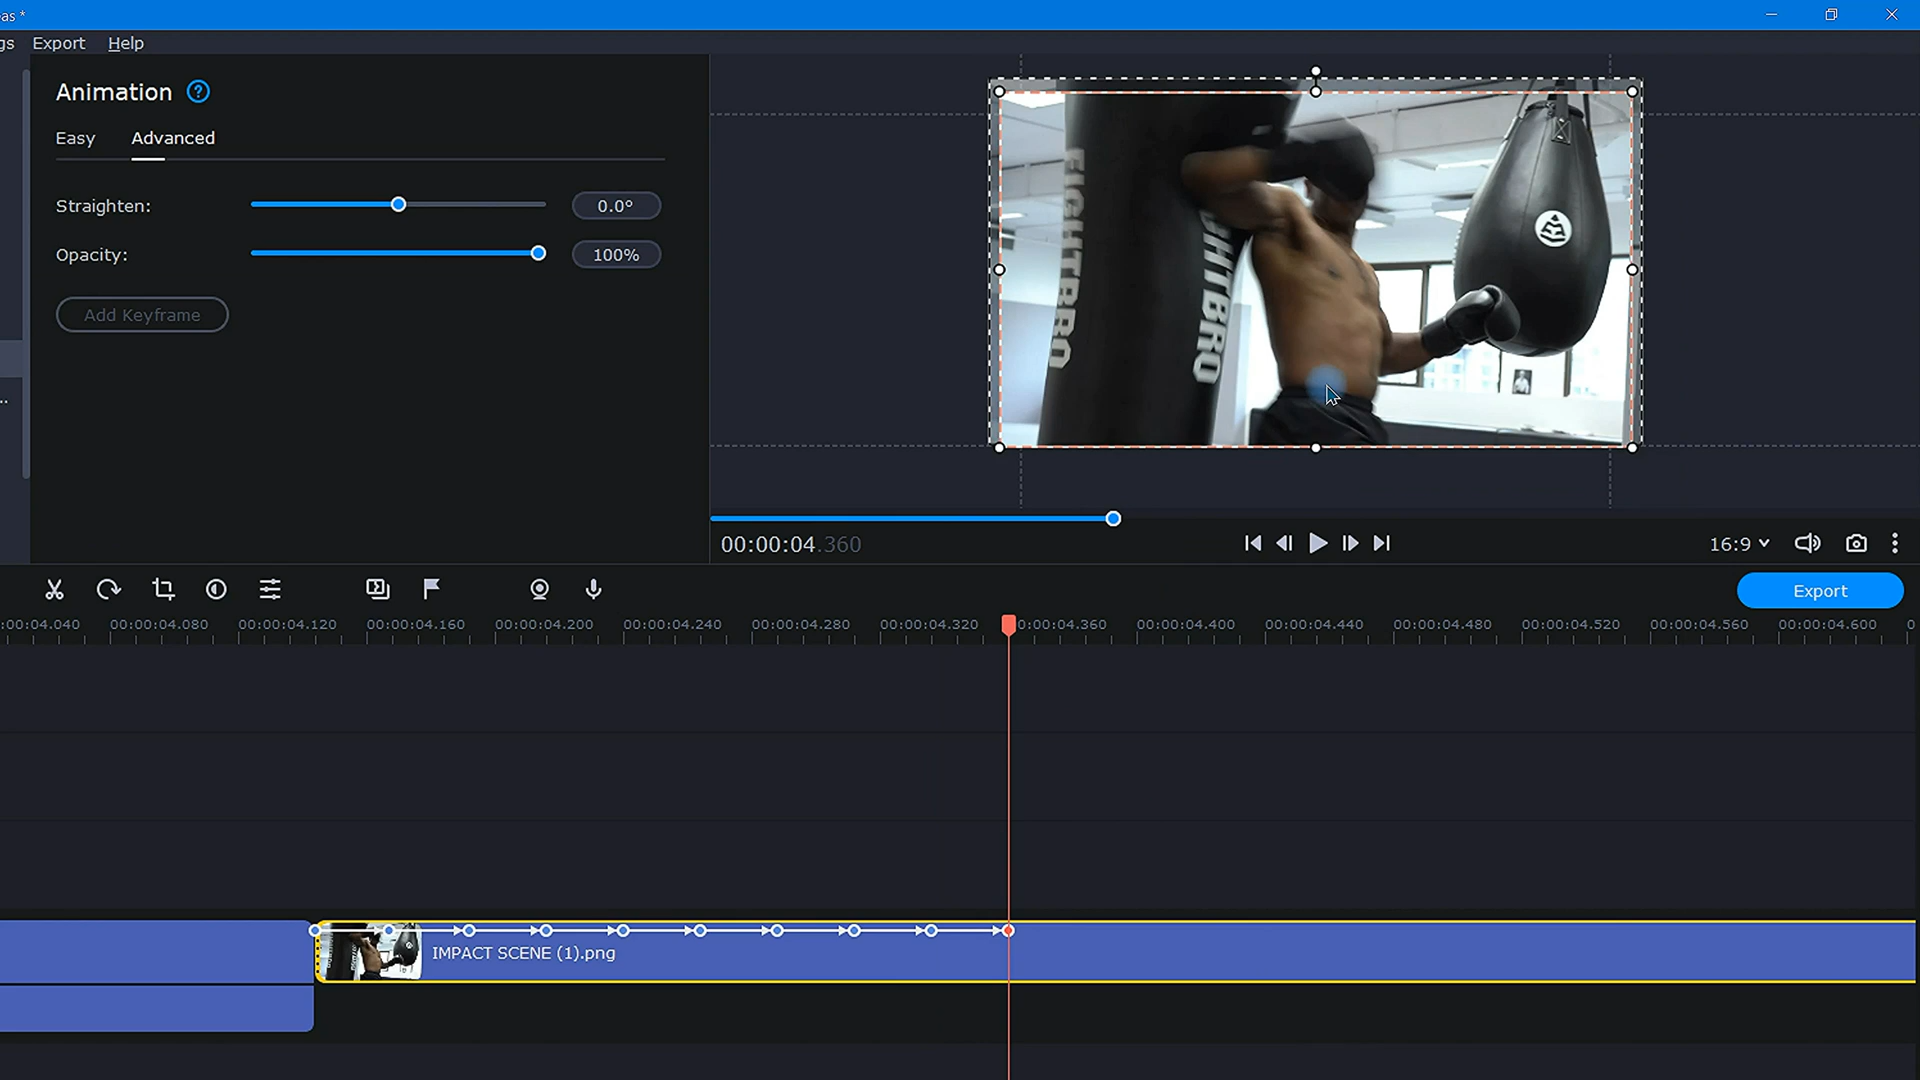 eas *
gs Export Help
Animation ?
Easy Advanced
Straighten: 0.0°
Opacity: 100%
Add Keyframe
FIGHTBRO
GHTBRO
00:00:04.360
16:9
Export
:00:04.040 00:00:04.080 00:00:04.120 00:00:04.160 00:00:04.200 00:00:04.240 00:00:04.280 00:00:04.320 0:00:04.360 00:00:04.400 00:00:04.440 00:00:04.480 00:00:04.520 00:00:04.560 00:00:04.600 0
IMPACT SCENE (1).png